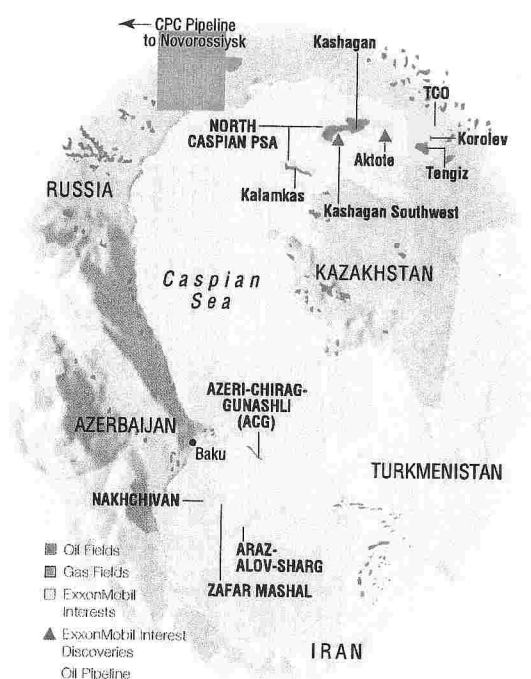 CPC Pipeline
to Novorossiysk
Kashagan
TCO
NORTH
CASPIAN PSA
Korolev
Aktote
Tengiz
Kalamkas
Kashagan Southwest
RUSSIA
KAZAKHSTAN
Caspian
Sea
AZERI-CHIRAG-
GUNASHLI
(ACG)
AZERBAIJAN
Baku
TURKMENISTAN
NAKHCHIVAN
ARAZ-
ALOV-SHARG
ZAFAR MASHAL
Oil Fields
Gas Fields
ExxonMobil
Interests
ExxonMobil Interest
Discoveries
Oil Pipeline
IRAN